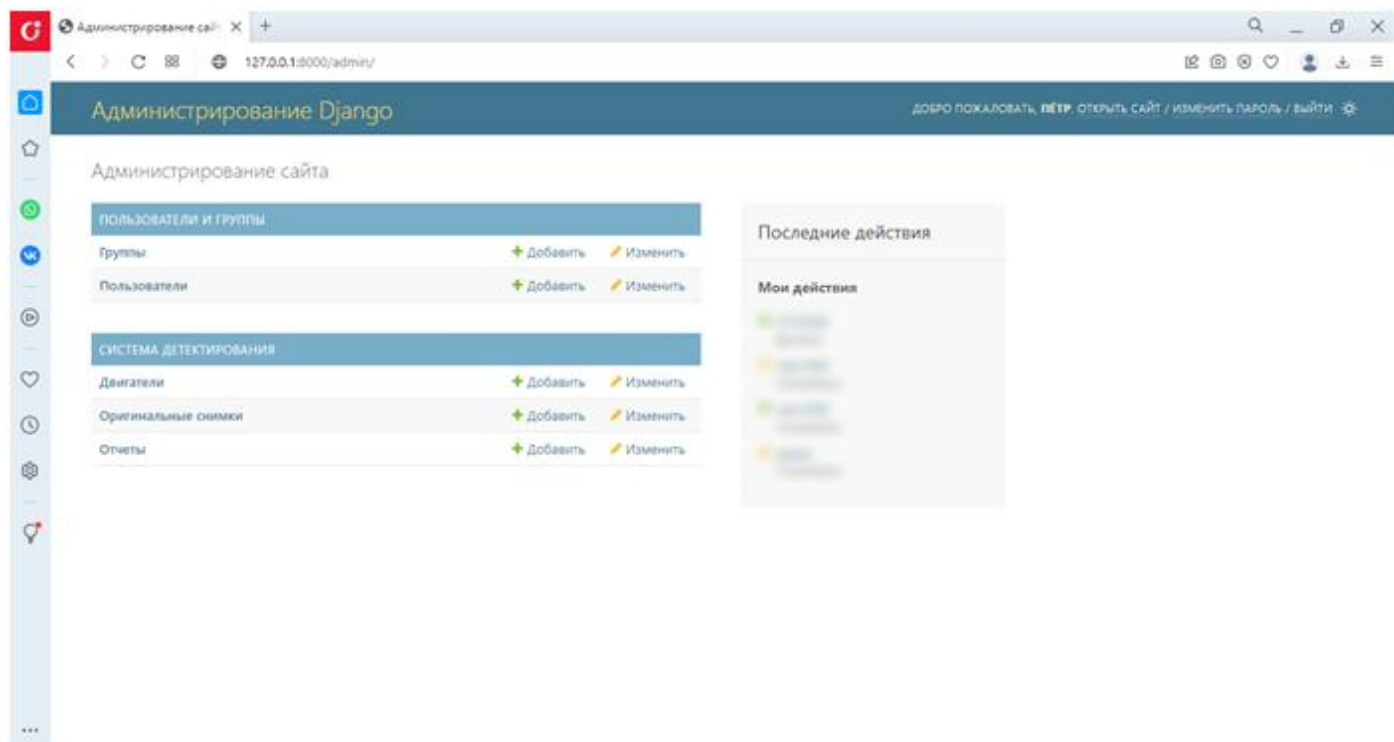 Администрирование сай
127.0.0.1:8000/admin/
Администрирование Django
ДОБРО ПОЖАЛОВАТЬ, ПЁТР. ОТКРЫТЬ САЙТ / ИЗМЕНИТЬ ПАРОЛЬ / ВЫЙТИ
Администрирование сайта
ПОЛЬЗОВАТЕЛИ И ГРУППЫ
Группы Добавить Изменить
Пользователи Добавить Изменить
СИСТЕМА ДЕТЕКТИРОВАНИЯ
Двигатели Добавить Изменить
Оригинальные снимки Добавить Изменить
Отчеты Добавить Изменить
Последние действия
Мои действия